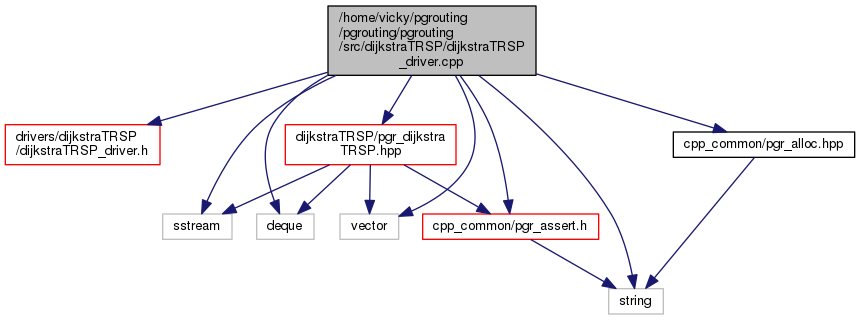 /home/vicky/pgrouting
/pgrouting/pgrouting
/src/dijkstraTRSP/dijkstraTRSP
_driver.cpp
drivers/dijkstraTRSP
/dijkstraTRSP_driver.h
dijkstraTRSP/pgr_dijkstra
TRSP.hpp
cpp_common/pgr_alloc.hpp
sstream
deque
vector
cpp_common/pgr_assert.h
string